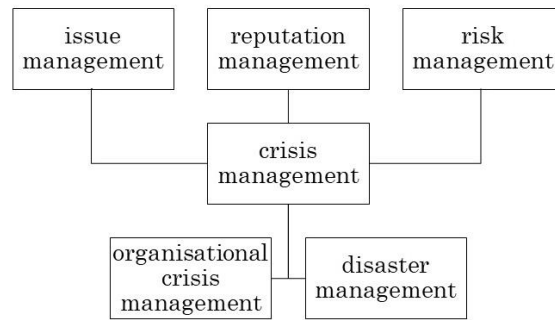 issue
management
reputation
management
risk
management
crisis
management
organisational
crisis
management
disaster
management